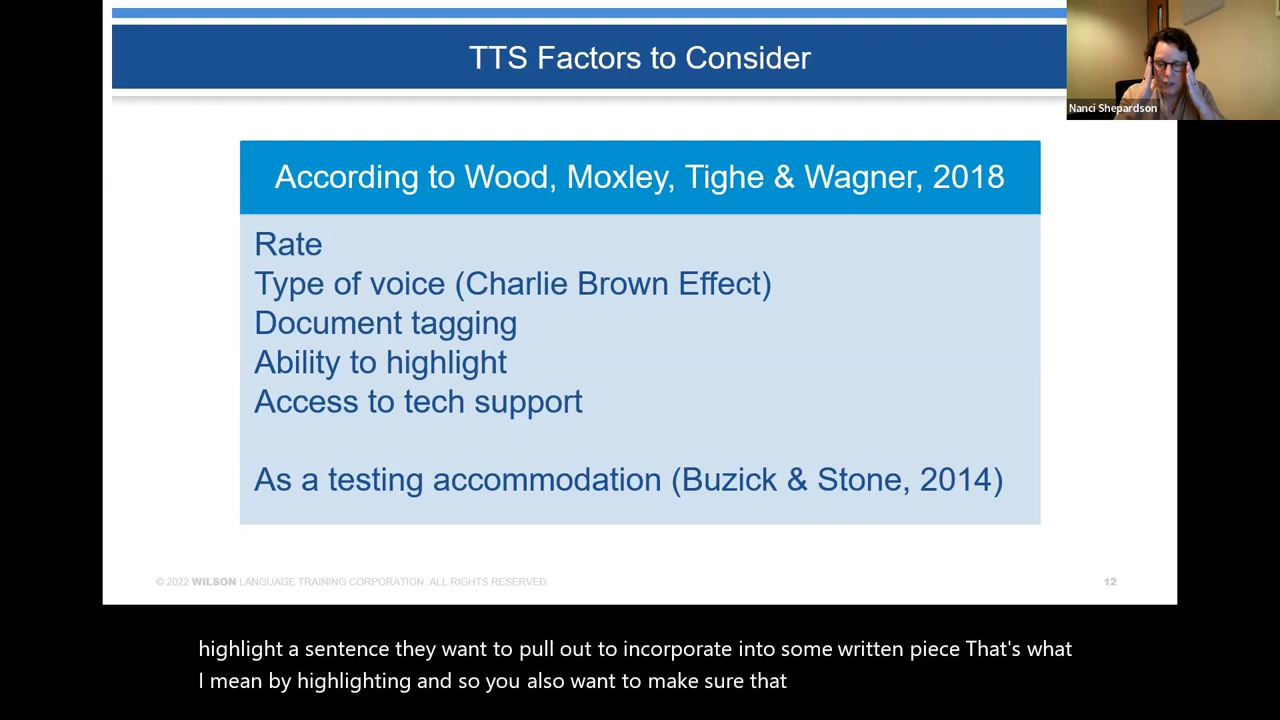 TTS Factors to Consider
Nanci Shepardson
According to Wood, Moxley, Tighe & Wagner, 2018
Rate
Type of voice (Charlie Brown Effect)
Document tagging
Ability to highlight
Access to tech support
As a testing accommodation (Buzick & Stone, 2014)
© 2022 WILSON LANGUAGE TRAINING CORPORATION. ALL RIGHTS RESERVED
12
highlight a sentence they want to pull out to incorporate into some written piece That's what
I mean by highlighting and so you also want to make sure that